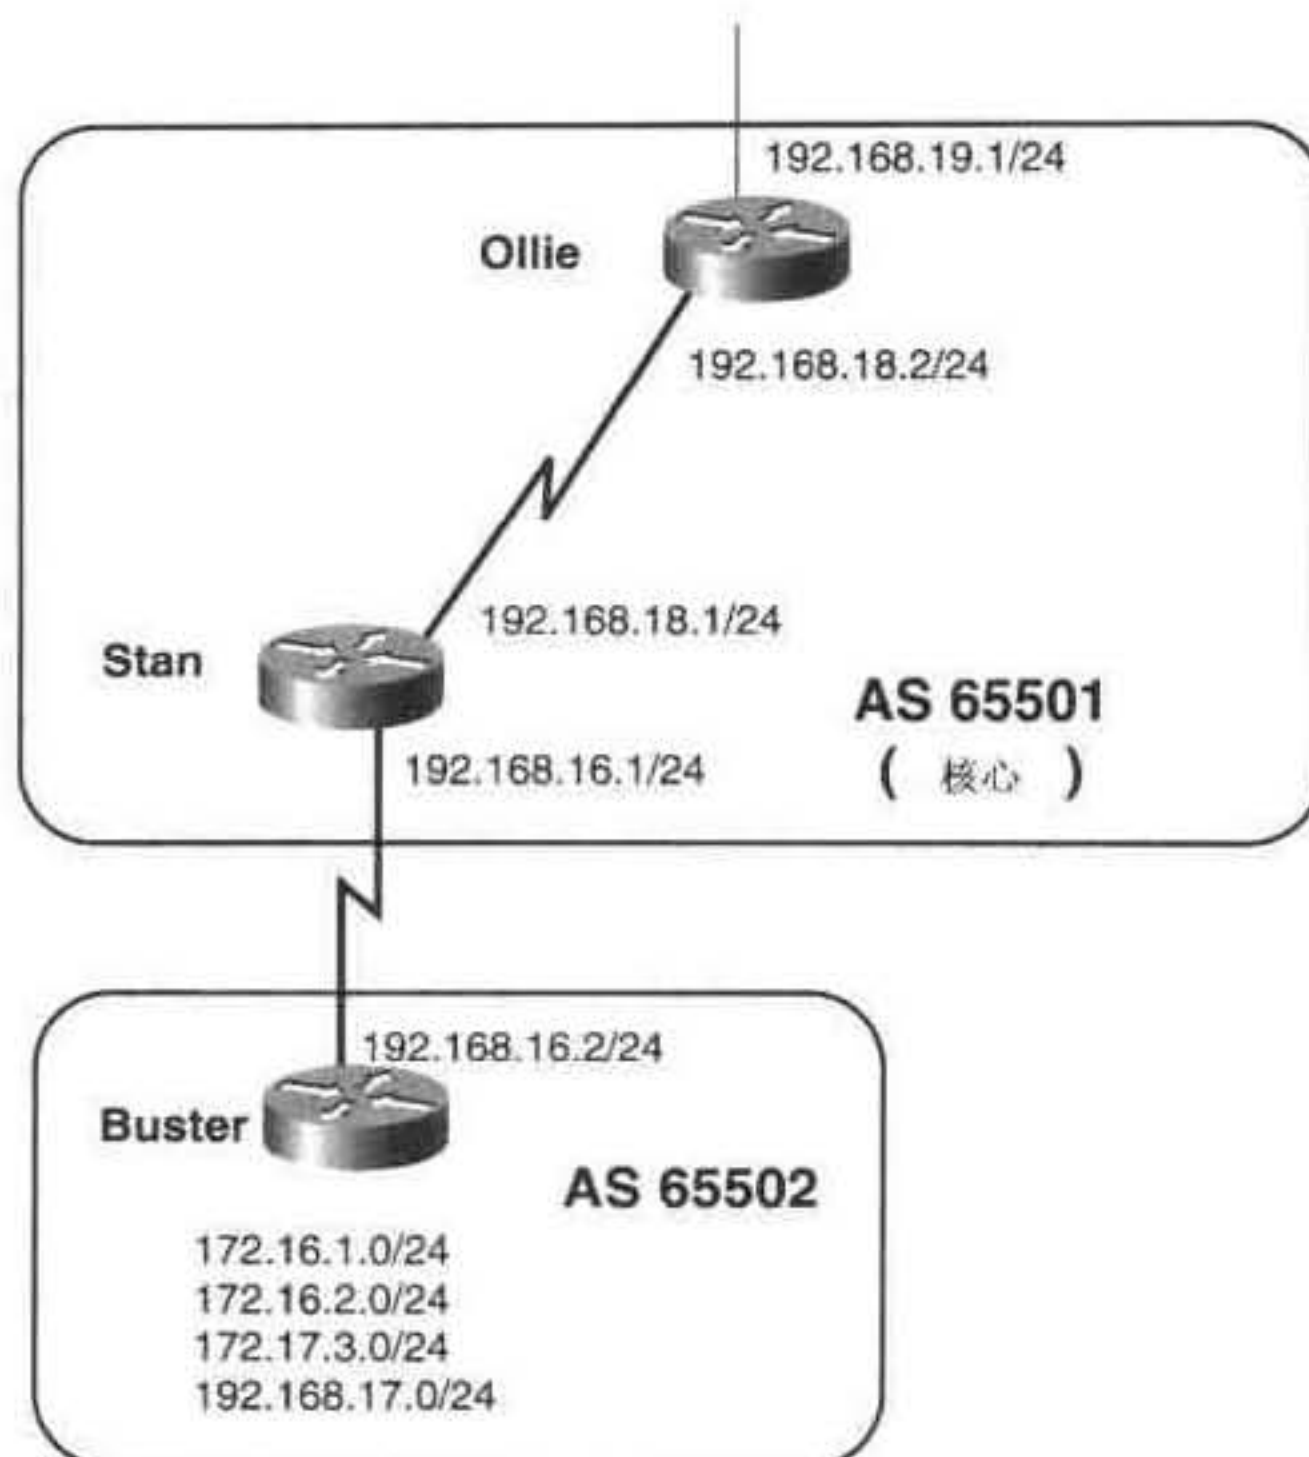 192.168.19.1/24
Ollie
192.168.18.2/24
192.168.18.1/24
Stan
AS 65501
( 核心 )
192.168.16.1/24
192.168.16.2/24
Buster
AS 65502
172.16.1.0/24
172.16.2.0/24
172.17.3.0/24
192.168.17.0/24